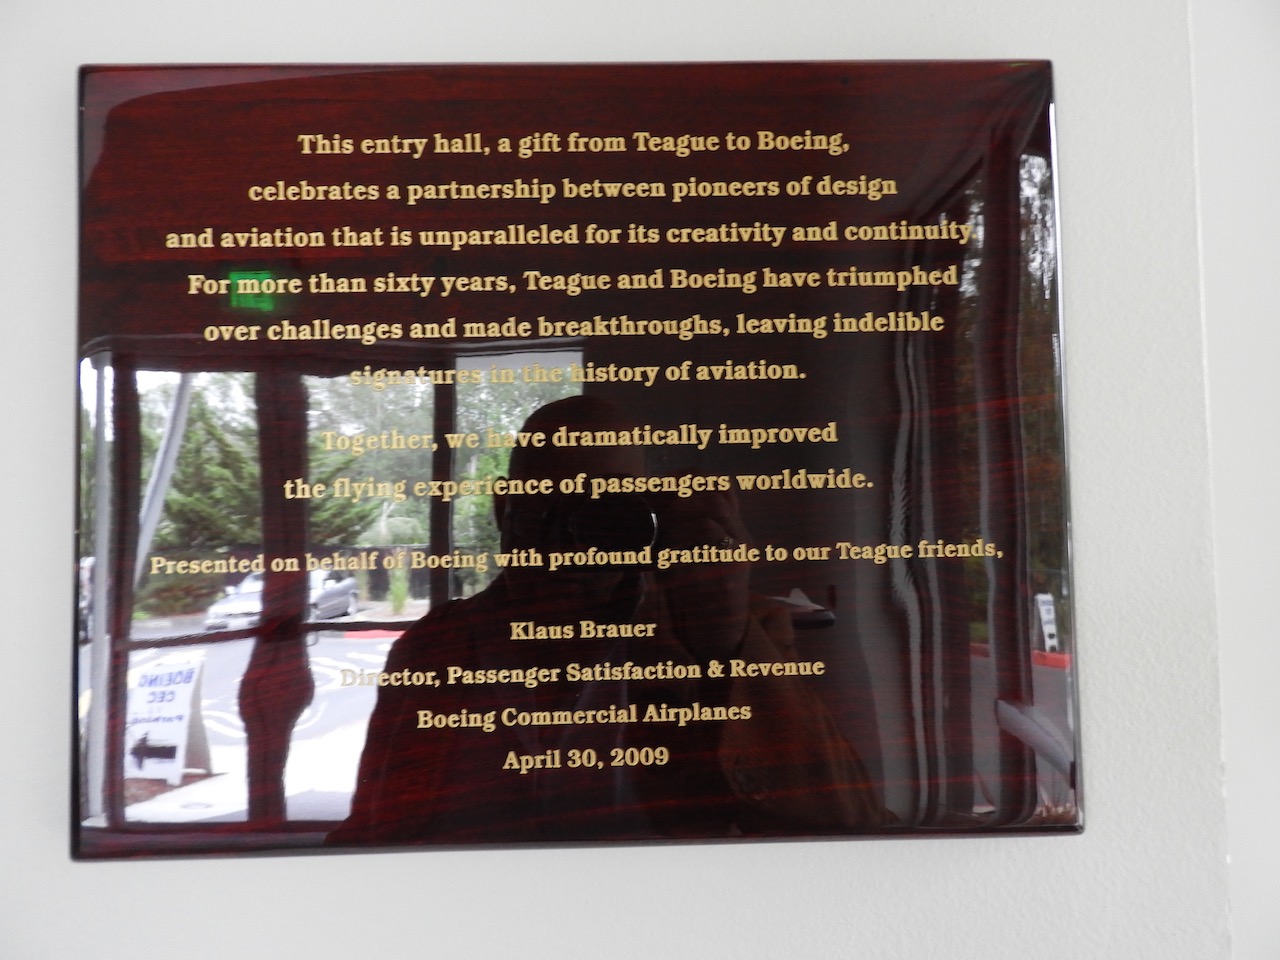 This entry hall, a gift from Teague to Boeing,
celebrates a partnership between pioneers of design
and aviation that is unparalleled for its creativity and continuity.
For more than sixty years, Teague and Boeing have triumphed
over challenges and made breakthroughs, leaving indelible
signatures in the history of aviation.
Together, we have dramatically improved
the flying experience of passengers worldwide.
Presented on behalf of Boeing with profound gratitude to our Teague friends,
Klaus Brauer
Director, Passenger Satisfaction & Revenue
Boeing Commercial Airplanes
April 30, 2009
BOEING
CEC
Parking